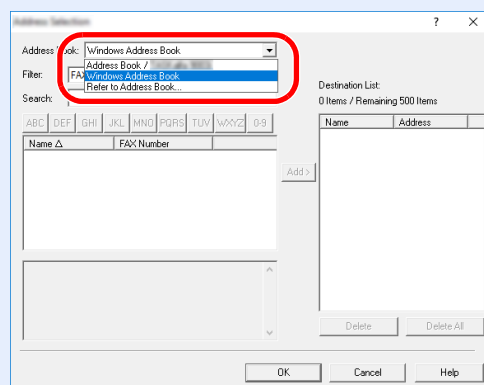 Address Selection
Address Book: Windows Address Book
Address Book /
Windows Address Book
Refer to Address Book...
Filter: FAX
Search:
ABC DEF GHI JKL MNO PQRS TUV WXYZ 0-9
Name FAX Number
Add >
Destination List:
0 Items / Remaining 500 Items
Name Address
Delete Delete All
OK Cancel Help